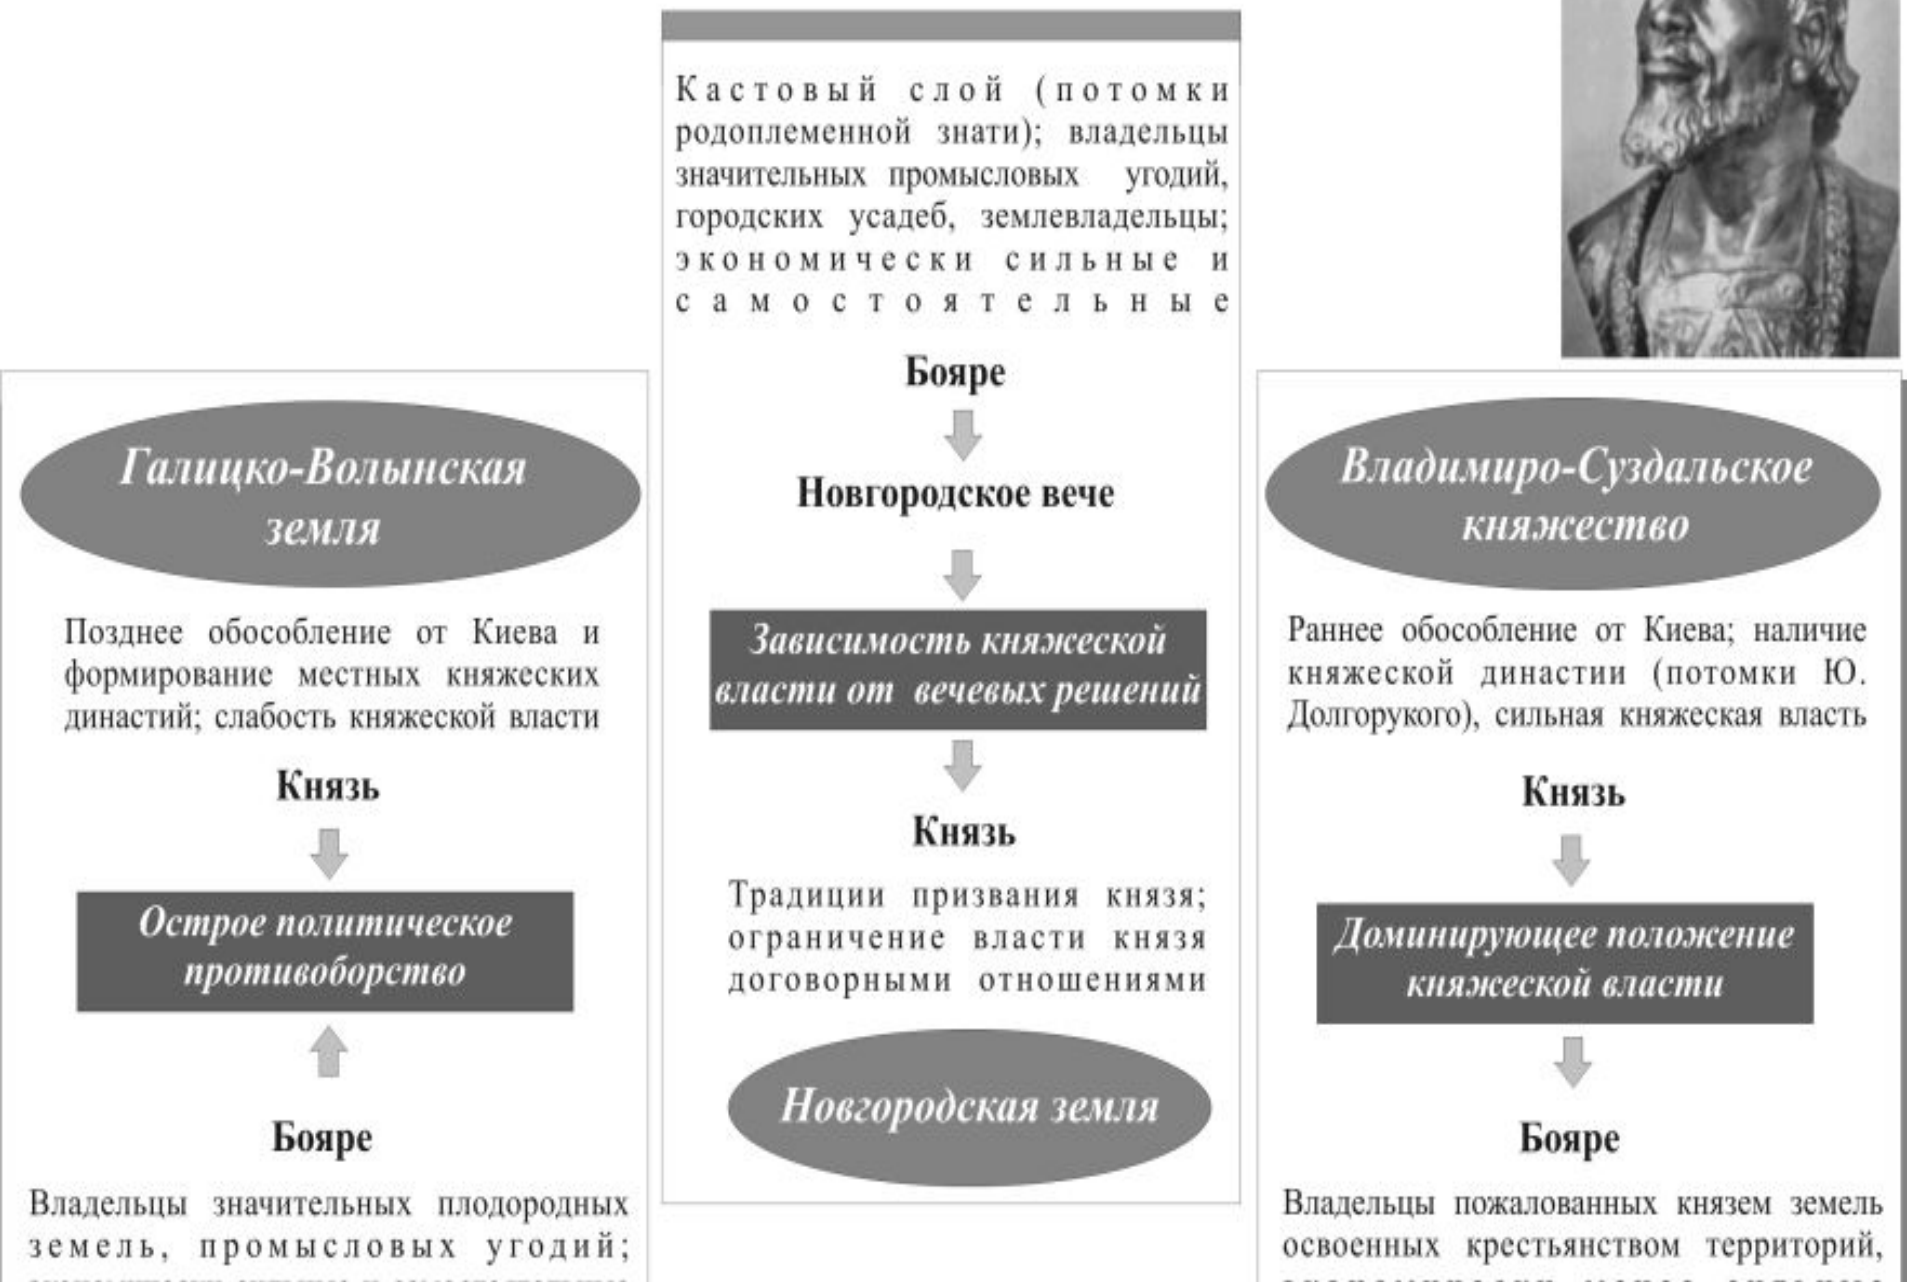 Кастовый слой (потомки
родоплеменной знати); владельцы
значительных промысловых угодий,
городских усадеб, землевладельцы;
экономически сильные и
самостоятельные
Бояре
Новгородское вече
Зависимость княжеской
власти от вечевых решений
Князь
Традиции призвания князя;
ограничение власти князя
договорными отношениями
Новгородская земля
Галицко-Волынская
земля
Позднее обособление от Киева и
формирование местных княжеских
династий; слабость княжеской власти
Князь
Острое политическое
противоборство
Бояре
Владельцы значительных плодородных
земель, промысловых угодий;
Владимиро-Суздальское
княжество
Раннее обособление от Киева; наличие
княжеской династии (потомки Ю.
Долгорукого), сильная княжеская власть
Князь
Доминирующее положение
княжеской власти
Бояре
Владельцы пожалованных князем земель
освоенных крестьянством территорий,